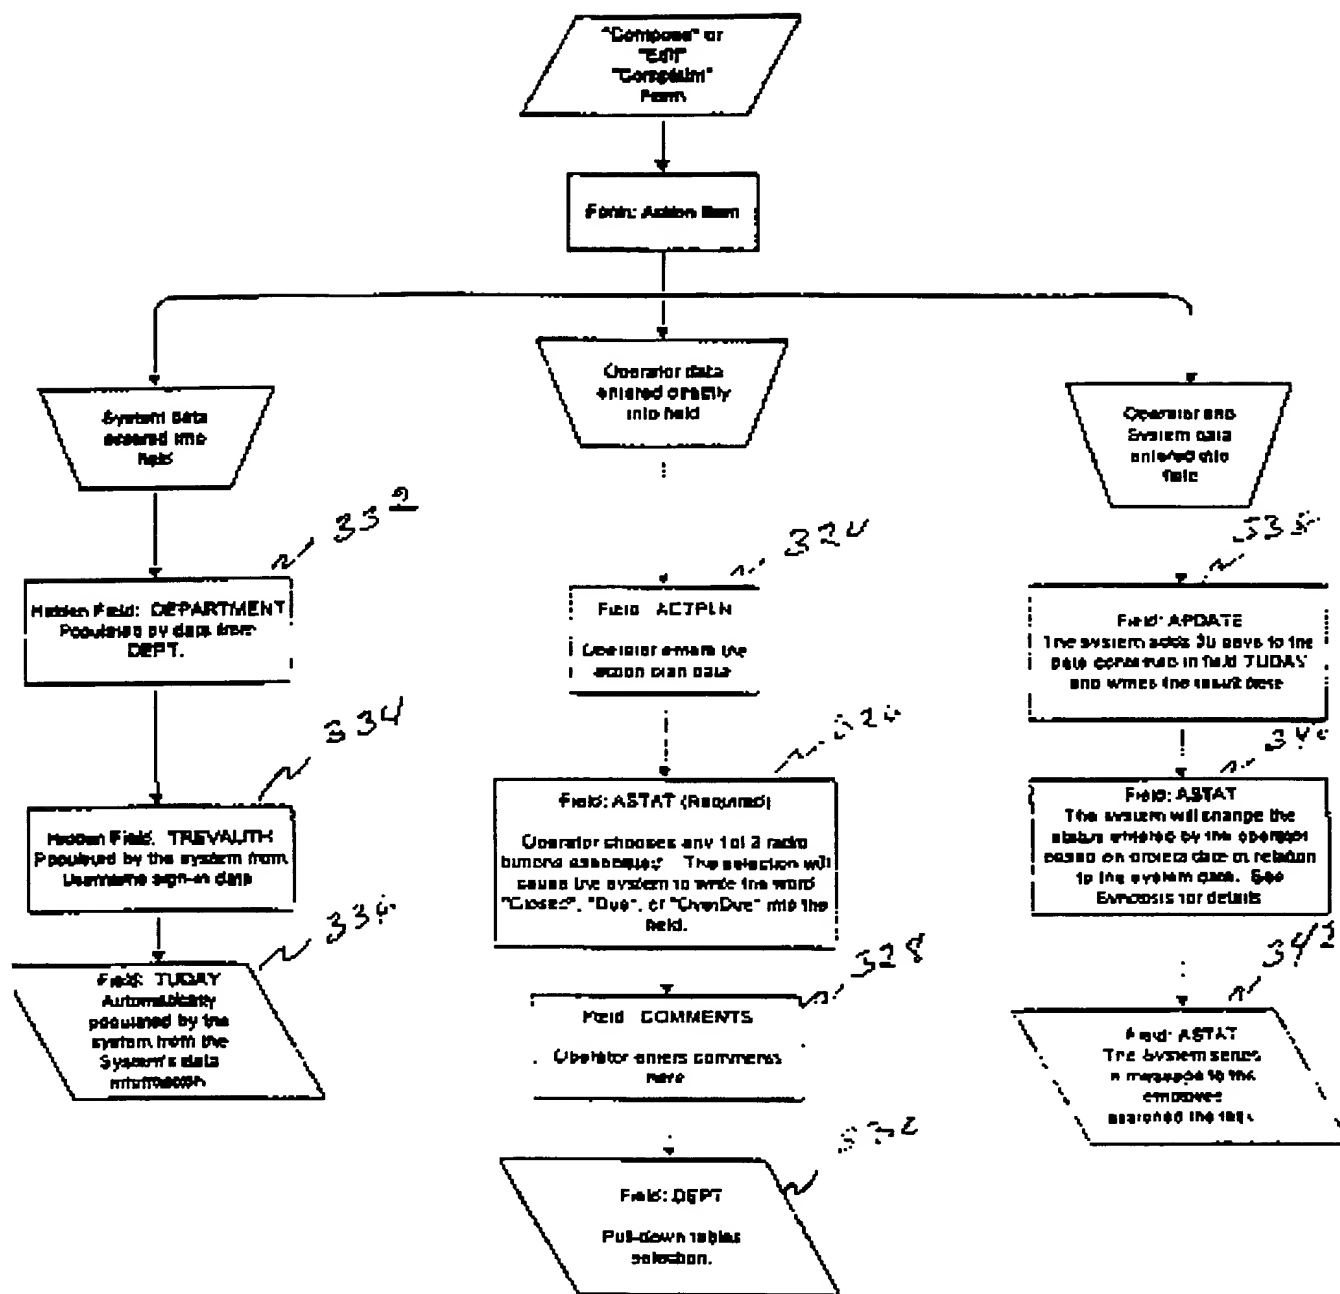 "Compose" or
"Edit"
"Complaint"
Form
Form: Action Item
System data
entered into
field
Operator data
entered directly
into field
Operator and
System data
entered into
field
332
Hidden Field: DEPARTMENT
Populated by data from
DEPT.
334
Hidden Field: TREVAUTH
Populated by the system from
Username sign-in data
Field: TUDAY
Automatically
populated by the
system from the
System's data
information
Field: ACTPLN
Operator enters the
action plan data
Field: ASTAT (Required)
Operator chooses any 1 of 3 radio
buttons The selection will
cause the system to write the word
"Closed", "Due", or "OverDue" into the
field.
328
Field: COMMENTS
Operator enters comments
here
Field: DEPT
Pull-down tables
selection.
Field: APDATE
The system adds 30 days to the
data contained in field TUDAY
and writes the result here
Field: ASTAT
The system will change the
status entered by the operator
based on project date in relation
to the system date. See
Synopsis for details
342
Field: ASTAT
The System sends
a message to the
employee
assigned the task.